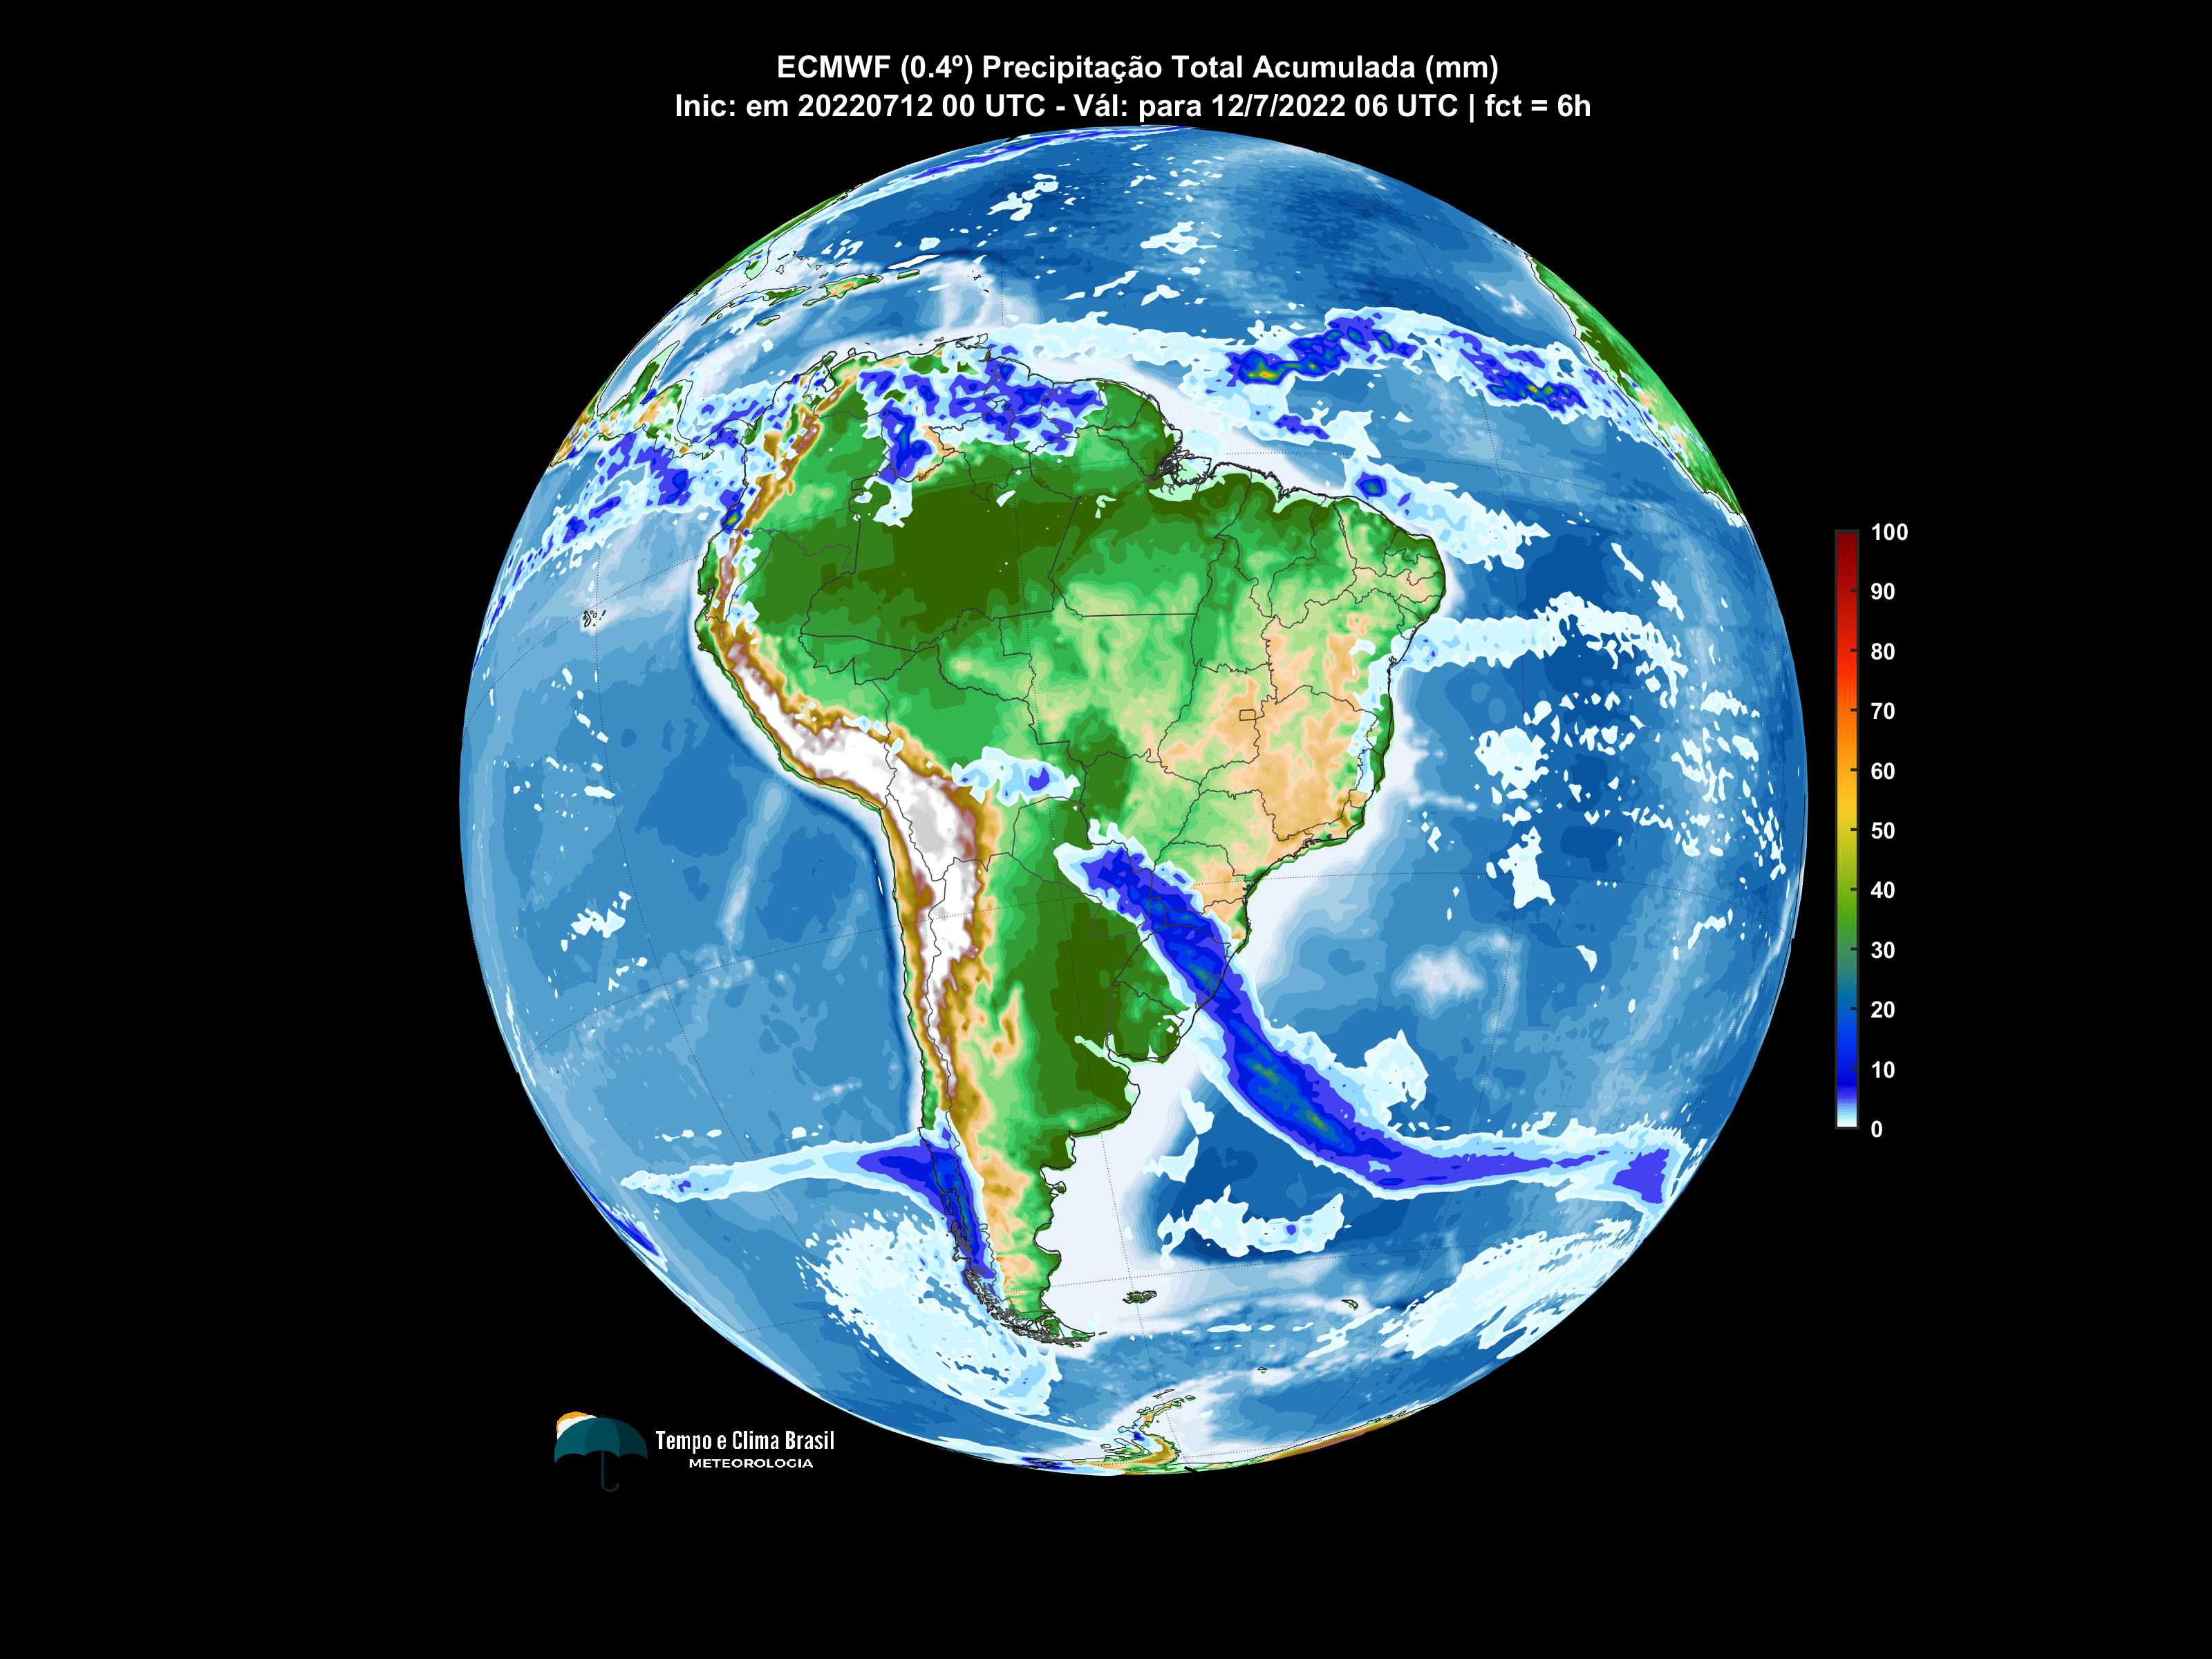 ECMWF (0.4º) Precipitação Total Acumulada (mm)
Inic: em 20220712 00 UTC - Vál: para 12/7/2022 06 UTC | fct = 6h
100
90
80
70
60
50
40
30
20
10
0
Tempo e Clima Brasil
METEOROLOGIA